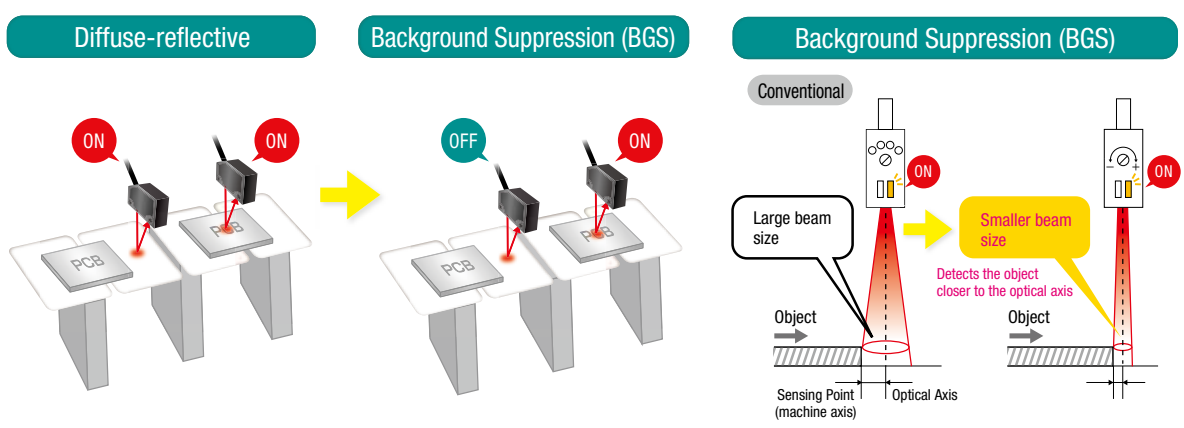 Diffuse-reflective
ON
ON
PCB
PCB
Background Suppression (BGS)
OFF
ON
PCB
PCB
Background Suppression (BGS)
Conventional
ON
Large beam
size
Object
Sensing Point
(machine axis)
Optical Axis
- +
ON
Smaller beam
size
Detects the object
closer to the optical axis
Object